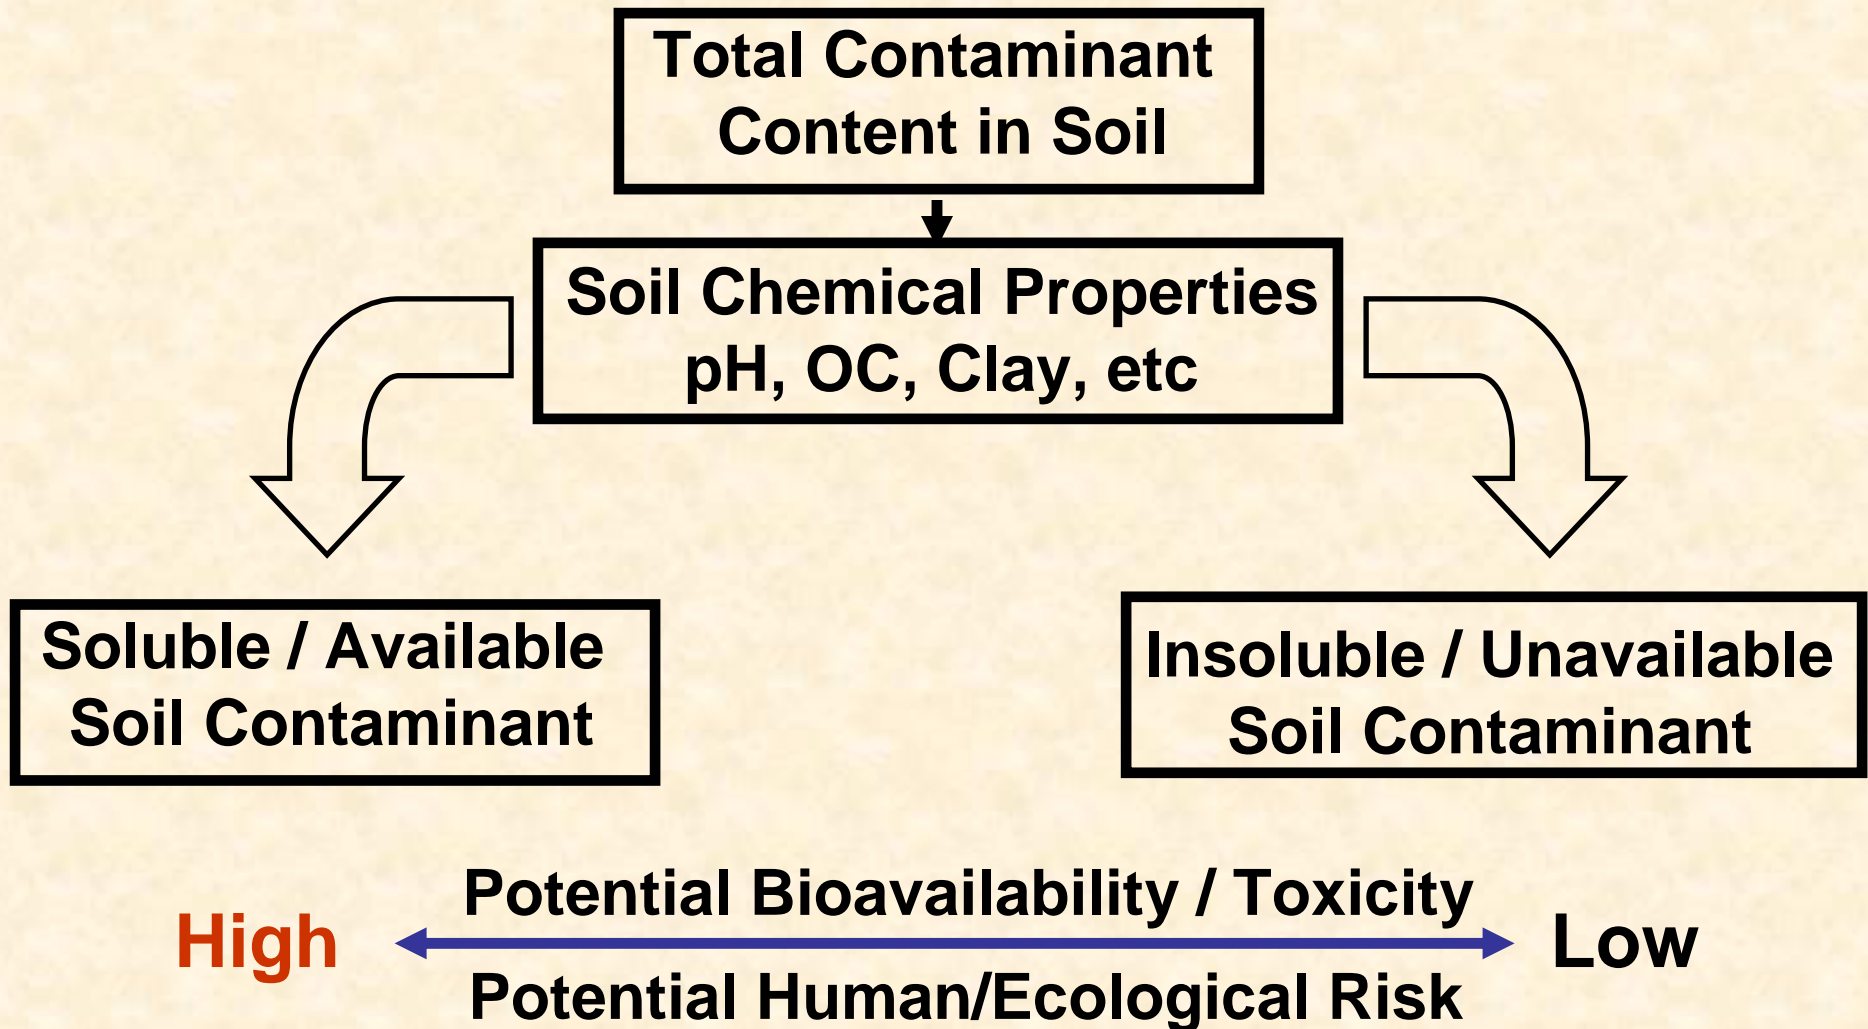 Total Contaminant
Content in Soil
Soil Chemical Properties
pH, OC, Clay, etc
Soluble / Available
Soil Contaminant
Insoluble / Unavailable
Soil Contaminant
Potential Bioavailability / Toxicity
High
Low
Potential Human/Ecological Risk